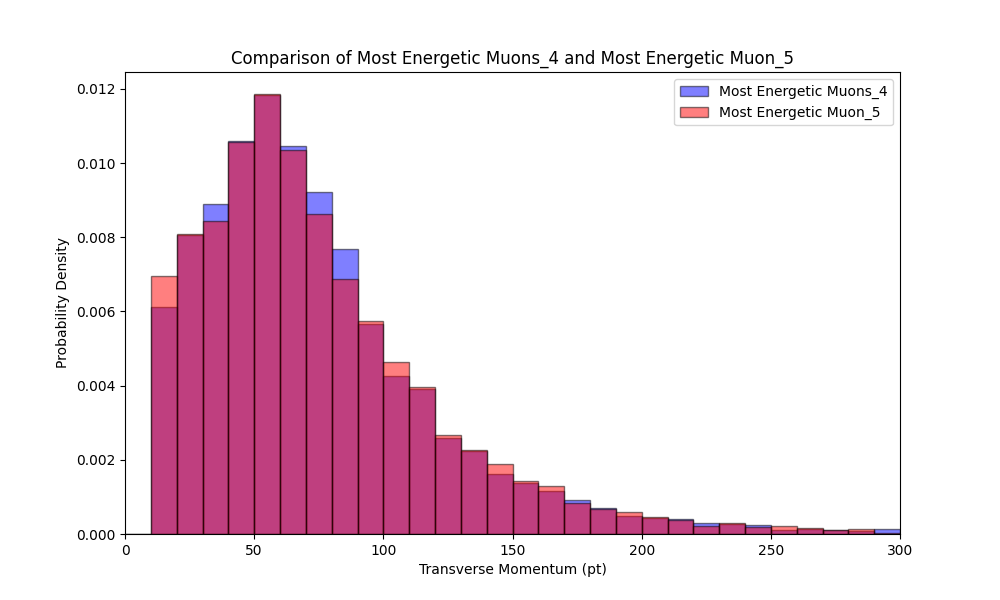 Comparison of Most Energetic Muons_4 and Most Energetic Muon_5
Most Energetic Muons_4
Most Energetic Muon_5
Probability Density
0.012
0.010
0.008
0.006
0.004
0.002
0.000
0 50 100 150 200 250 300
Transverse Momentum (pt)